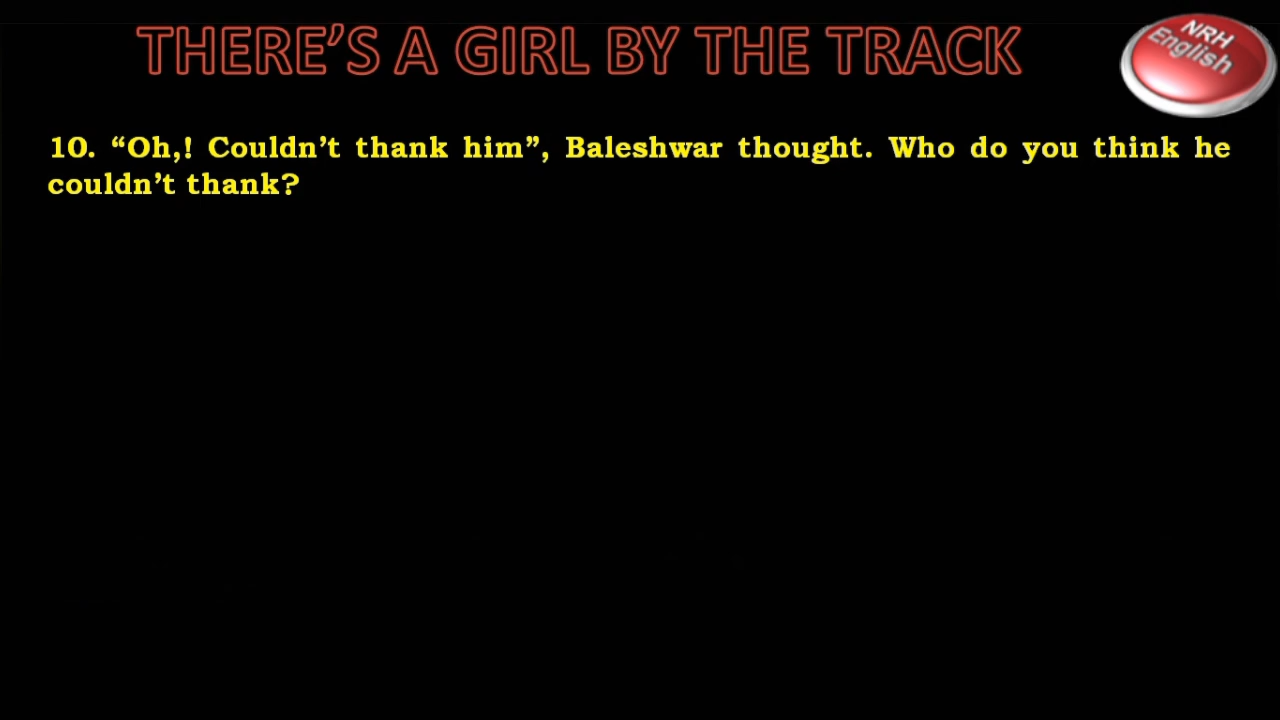 THERE’S A GIRL BY THE TRACK
NRH
English
10. “Oh,! Couldn’t thank him”, Baleshwar thought. Who do you think he
couldn’t thank?